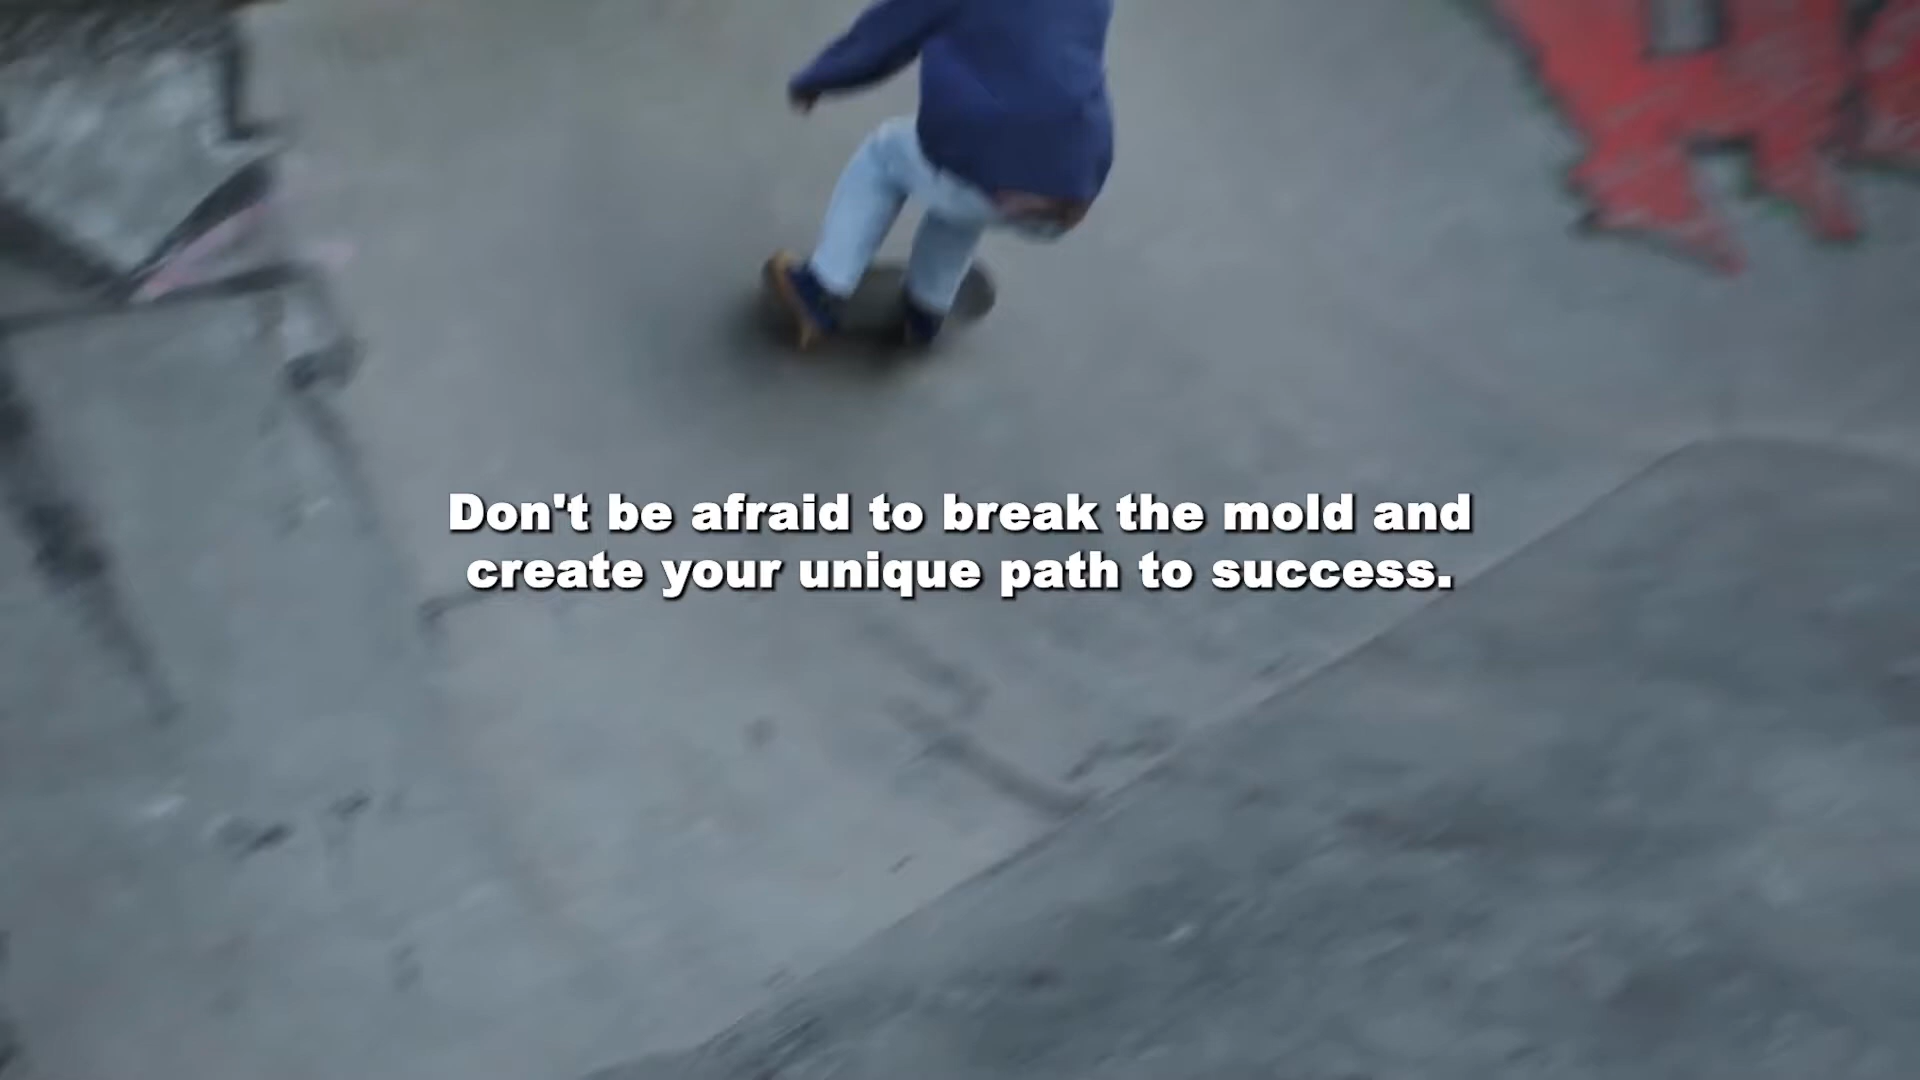 Don't be afraid to break the mold and
create your unique path to success.